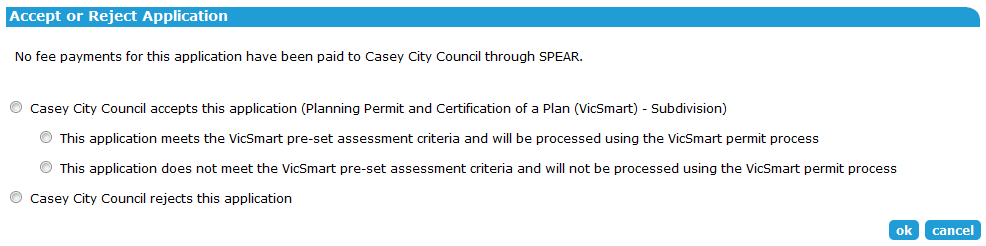 Accept or Reject Application
No fee payments for this application have been paid to Casey City Council through SPEAR.
Casey City Council accepts this application (Planning Permit and Certification of a Plan (VicSmart) - Subdivision)
This application meets the VicSmart pre-set assessment criteria and will be processed using the VicSmart permit process
This application does not meet the VicSmart pre-set assessment criteria and will not be processed using the VicSmart permit process
Casey City Council rejects this application
ok cancel